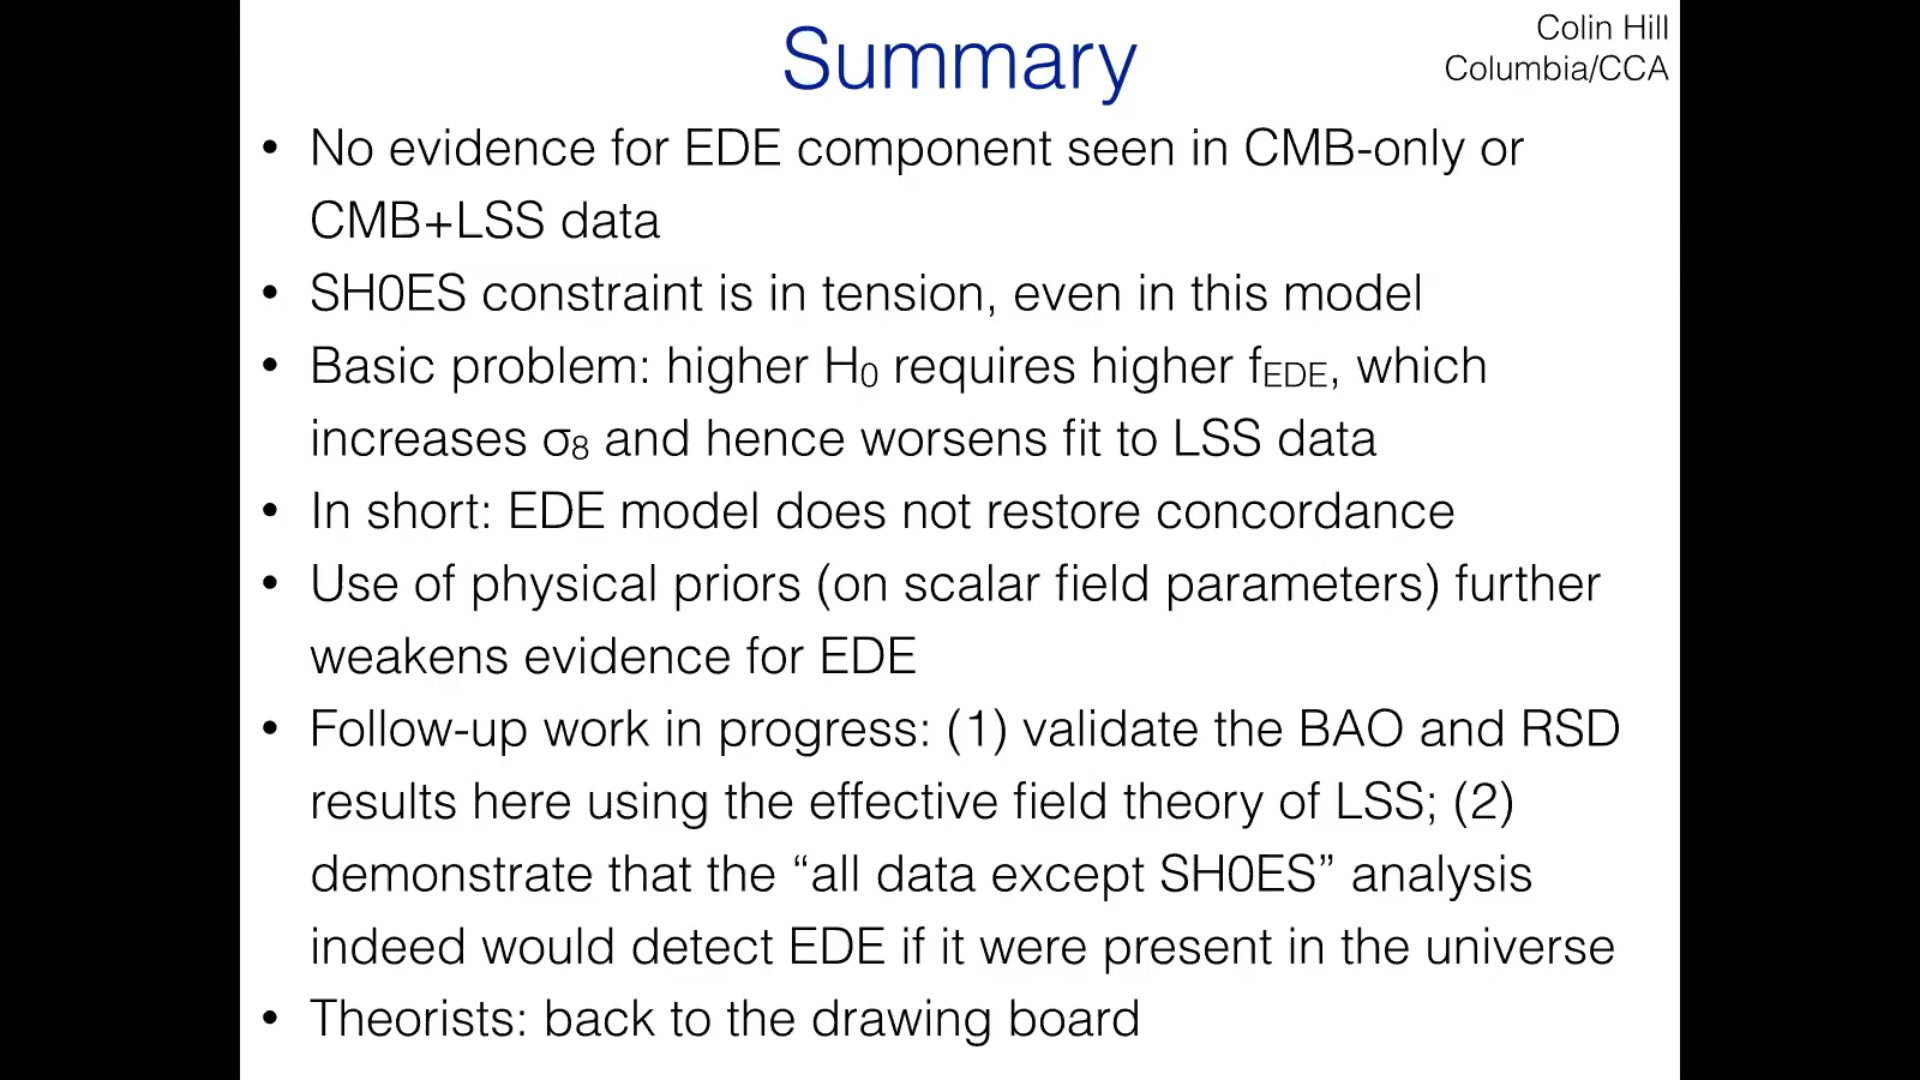 Summary
Colin Hill
Columbia/CCA
• No evidence for EDE component seen in CMB-only or
CMB+LSS data
• SH0ES constraint is in tension, even in this model
• Basic problem: higher H₀ requires higher fEDE, which
increases σ₈ and hence worsens fit to LSS data
• In short: EDE model does not restore concordance
• Use of physical priors (on scalar field parameters) further
weakens evidence for EDE
• Follow-up work in progress: (1) validate the BAO and RSD
results here using the effective field theory of LSS; (2)
demonstrate that the “all data except SH0ES” analysis
indeed would detect EDE if it were present in the universe
• Theorists: back to the drawing board